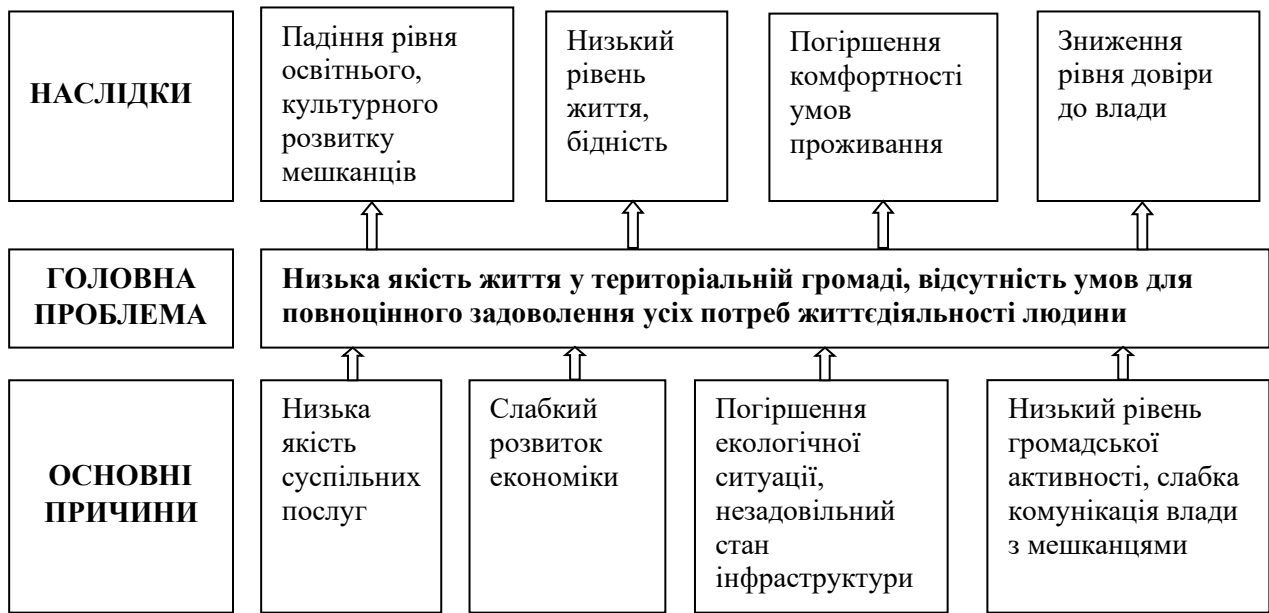 НАСЛІДКИ
Падіння рівня
освітнього,
культурного
розвитку
мешканців
Низький
рівень
життя,
бідність
Погіршення
комфортності
умов
проживання
Зниження
рівня довіри
до влади
ГОЛОВНА
ПРОБЛЕМА
Низька якість життя у територіальній громаді, відсутність умов для
повноцінного задоволення усіх потреб життєдіяльності людини
ОСНОВНІ
ПРИЧИНИ
Низька
якість
суспільних
послуг
Слабкий
розвиток
економіки
Погіршення
екологічної
ситуації,
незадовільний
стан
інфраструктури
Низький рівень
громадської
активності, слабка
комунікація влади
з мешканцями